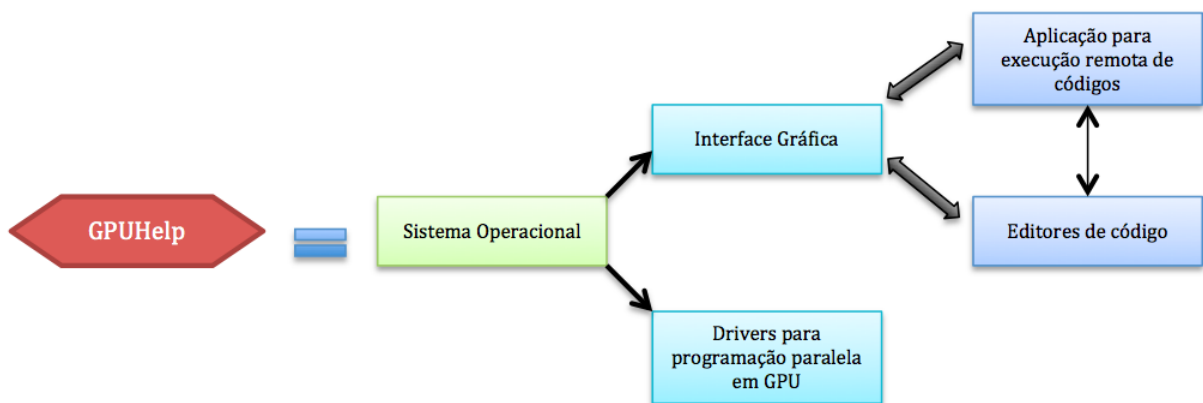 GPUHelp
Sistema Operacional
Interface Gráfica
Drivers para
programação paralela
em GPU
Aplicação para
execução remota de
códigos
Editores de código